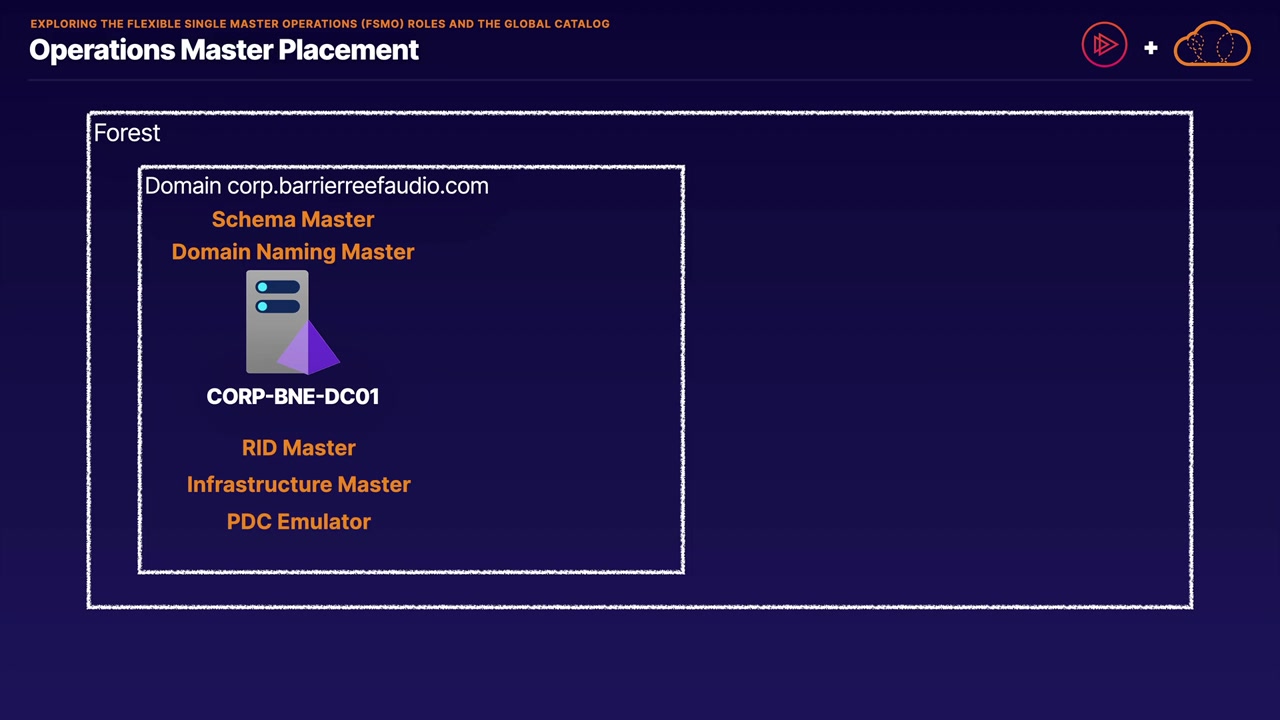 EXPLORING THE FLEXIBLE SINGLE MASTER OPERATIONS (FSMO) ROLES AND THE GLOBAL CATALOG
Operations Master Placement
+
Forest
Domain corp.barrierreefaudio.com
Schema Master
Domain Naming Master
CORP-BNE-DC01
RID Master
Infrastructure Master
PDC Emulator